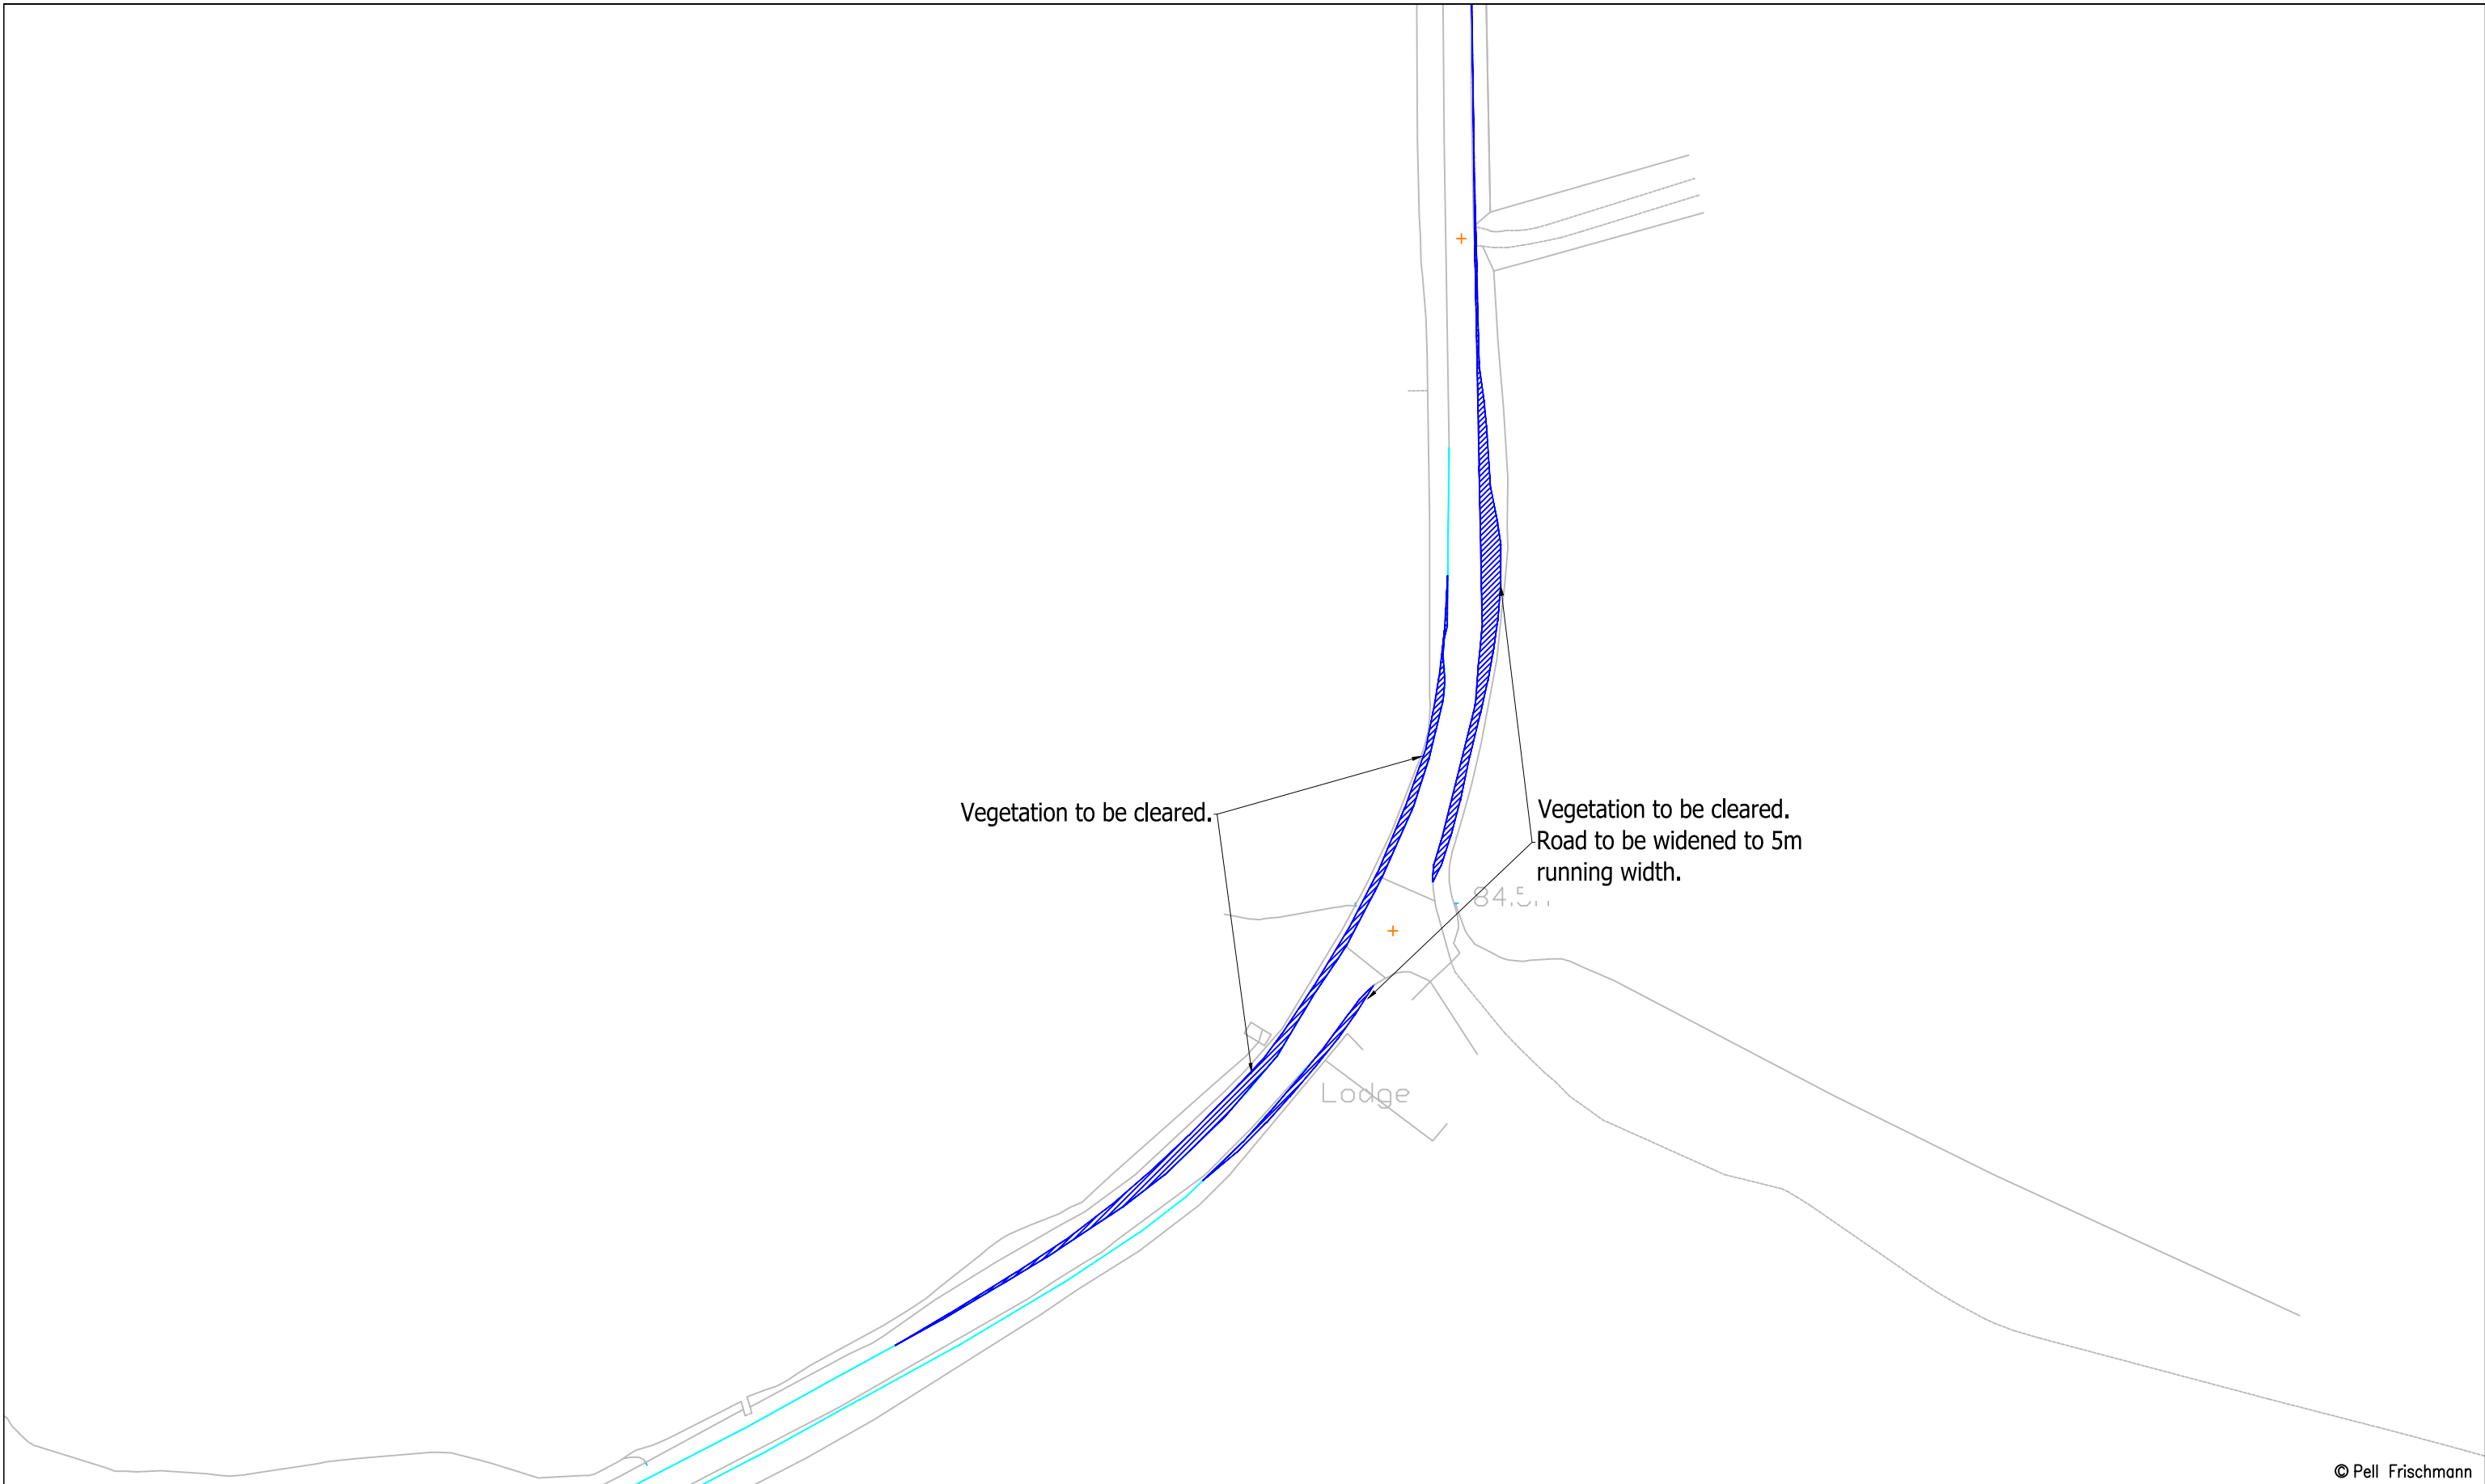 Vegetation to be cleared.
Vegetation to be cleared.
Road to be widened to 5m
running width.
Lodge
© Pell Frischmann